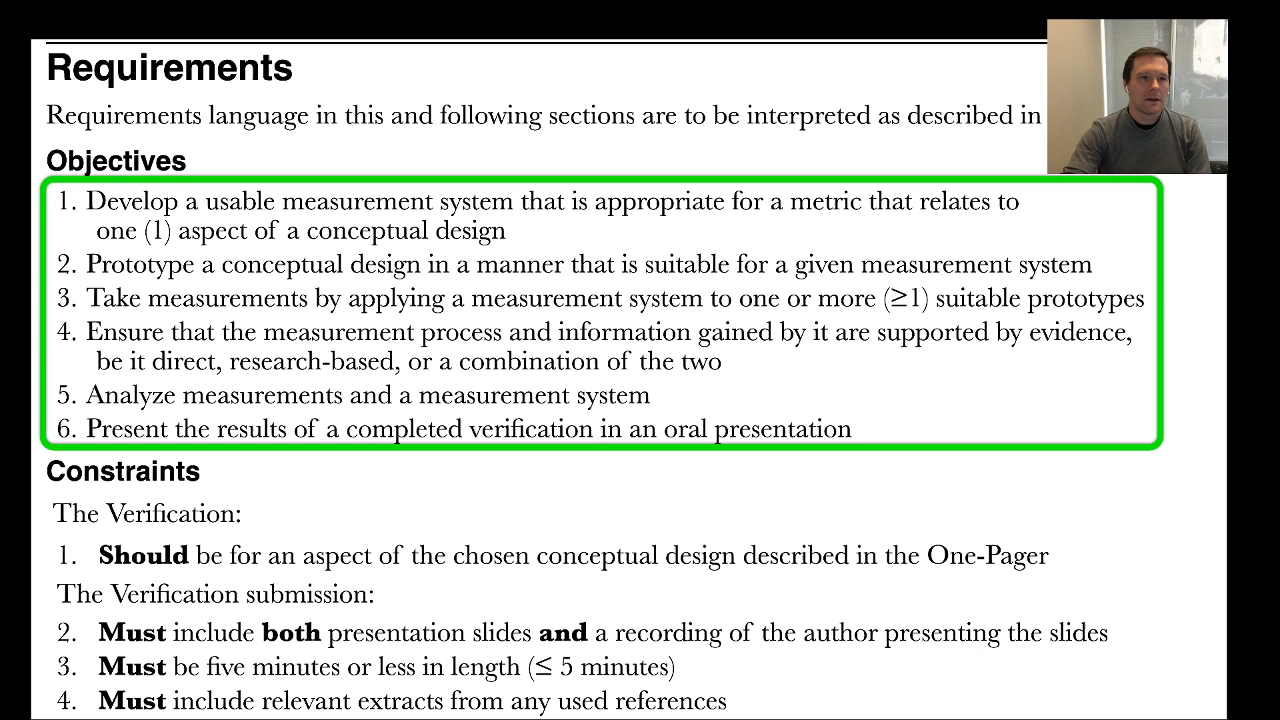 Requirements
Requirements language in this and following sections are to be interpreted as described in
Objectives
1. Develop a usable measurement system that is appropriate for a metric that relates to
one (1) aspect of a conceptual design
2. Prototype a conceptual design in a manner that is suitable for a given measurement system
3. Take measurements by applying a measurement system to one or more (≥1) suitable prototypes
4. Ensure that the measurement process and information gained by it are supported by evidence,
be it direct, research-based, or a combination of the two
5. Analyze measurements and a measurement system
6. Present the results of a completed verification in an oral presentation
Constraints
The Verification:
1. Should be for an aspect of the chosen conceptual design described in the One-Pager
The Verification submission:
2. Must include both presentation slides and a recording of the author presenting the slides
3. Must be five minutes or less in length (≤ 5 minutes)
4. Must include relevant extracts from any used references